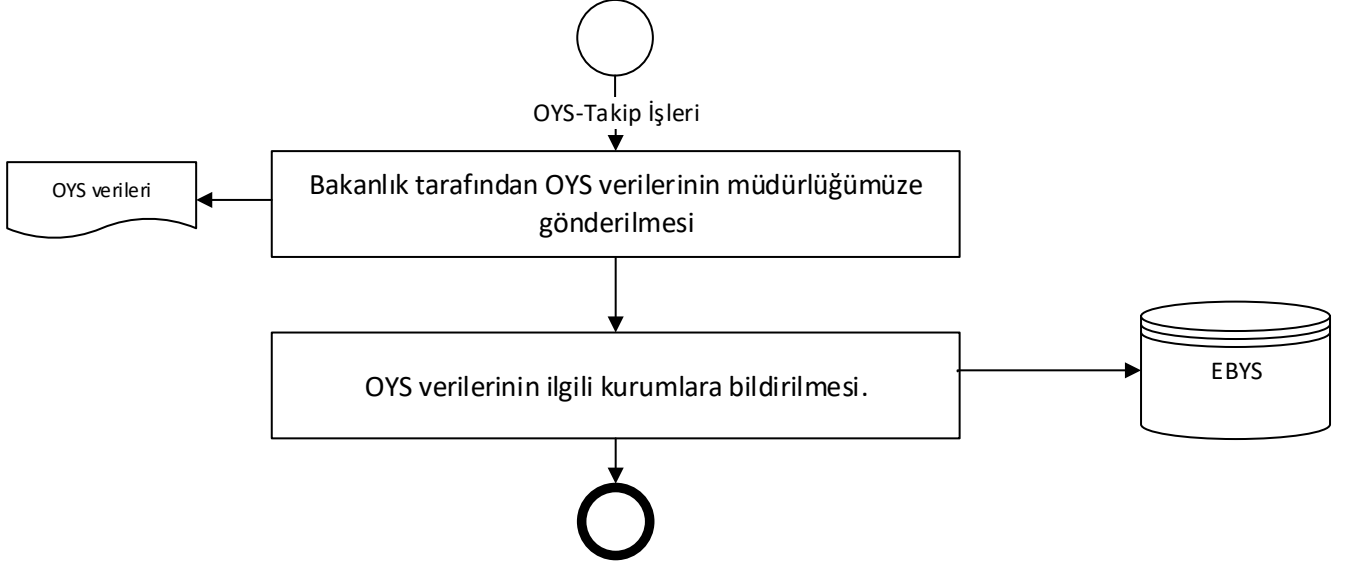 OYS-Takip İşleri
OYS verileri
Bakanlık tarafından OYS verilerinin müdürlüğümüze
gönderilmesi
EBYS
OYS verilerinin ilgili kurumlara bildirilmesi.